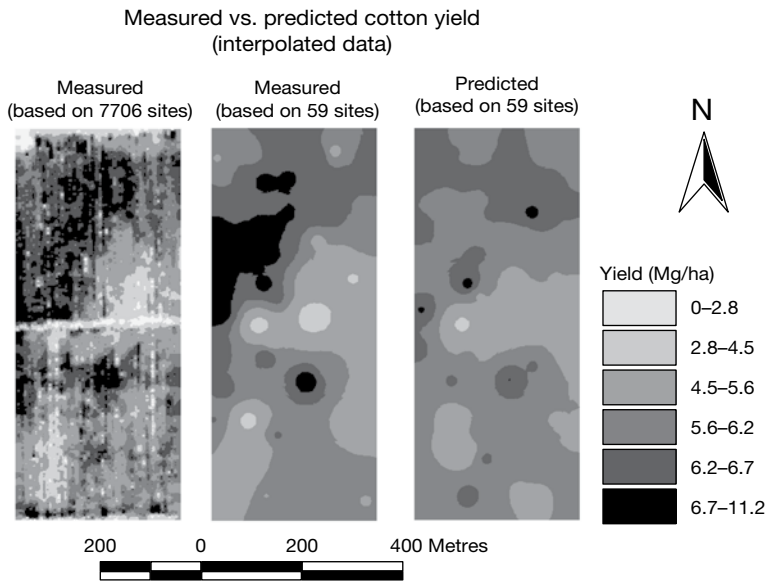 Measured vs. predicted cotton yield
(interpolated data)
Measured
(based on 7706 sites)
Measured
(based on 59 sites)
Predicted
(based on 59 sites)
N
Yield (Mg/ha)
0–2.8
2.8–4.5
4.5–5.6
5.6–6.2
6.2–6.7
6.7–11.2
200 0 200 400 Metres